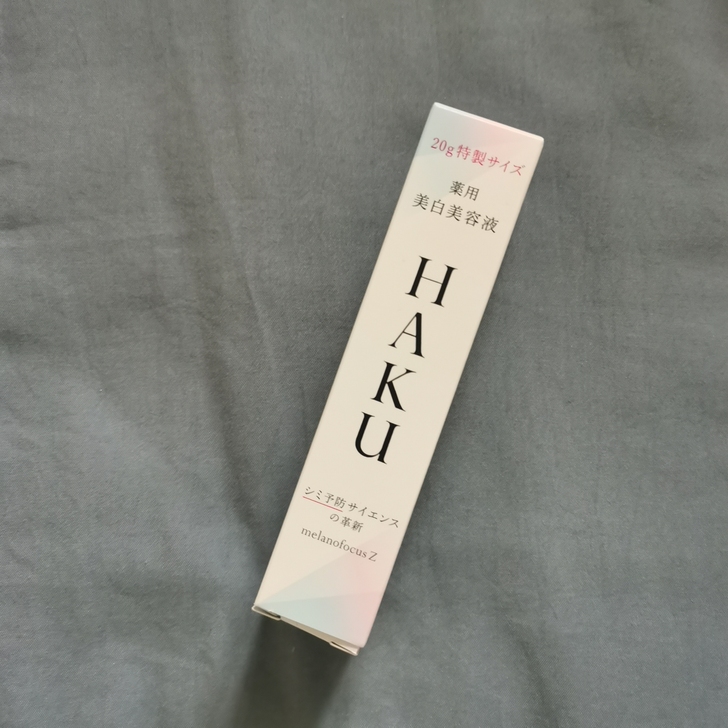 20g特製サイズ
薬用
美白美容液
HAKU
シミ予防サイエンス
の革新
melanofocus Z